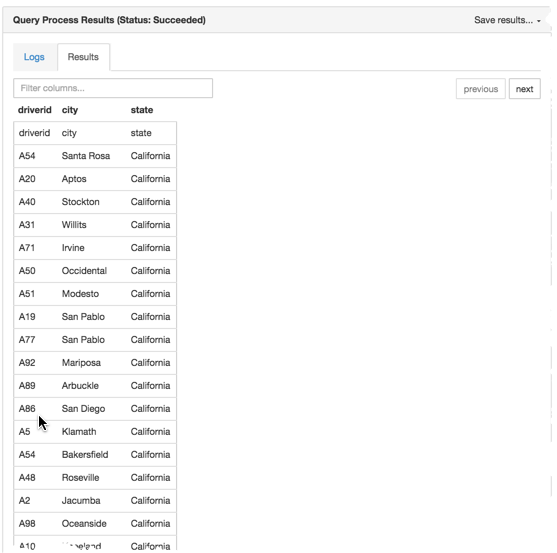 Query Process Results (Status: Succeeded) Save results...
Logs Results
Filter columns... previous next
driverid city state
driverid city state
A54 Santa Rosa California
A20 Aptos California
A40 Stockton California
A31 Willits California
A71 Irvine California
A50 Occidental California
A51 Modesto California
A19 San Pablo California
A77 San Pablo California
A92 Mariposa California
A89 Arbuckle California
A86 San Diego California
A5 Klamath California
A54 Bakersfield California
A48 Roseville California
A2 Jacumba California
A98 Oceanside California
A10 California